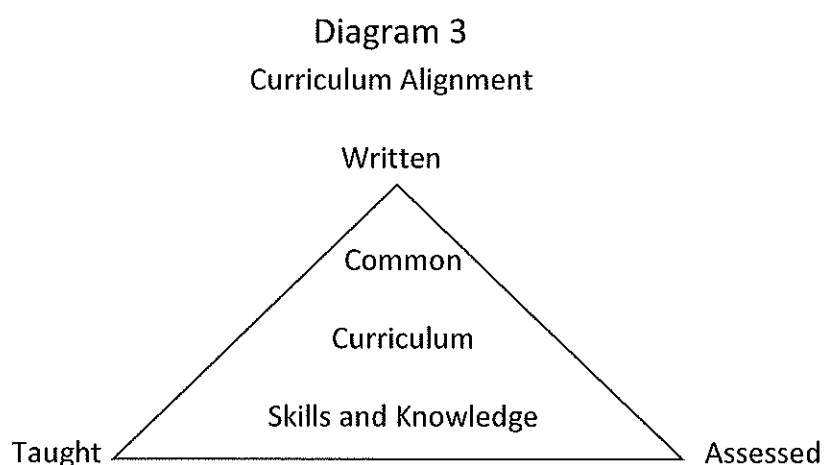 Diagram 3
Curriculum Alignment
Written
Common
Curriculum
Skills and Knowledge
Taught
Assessed